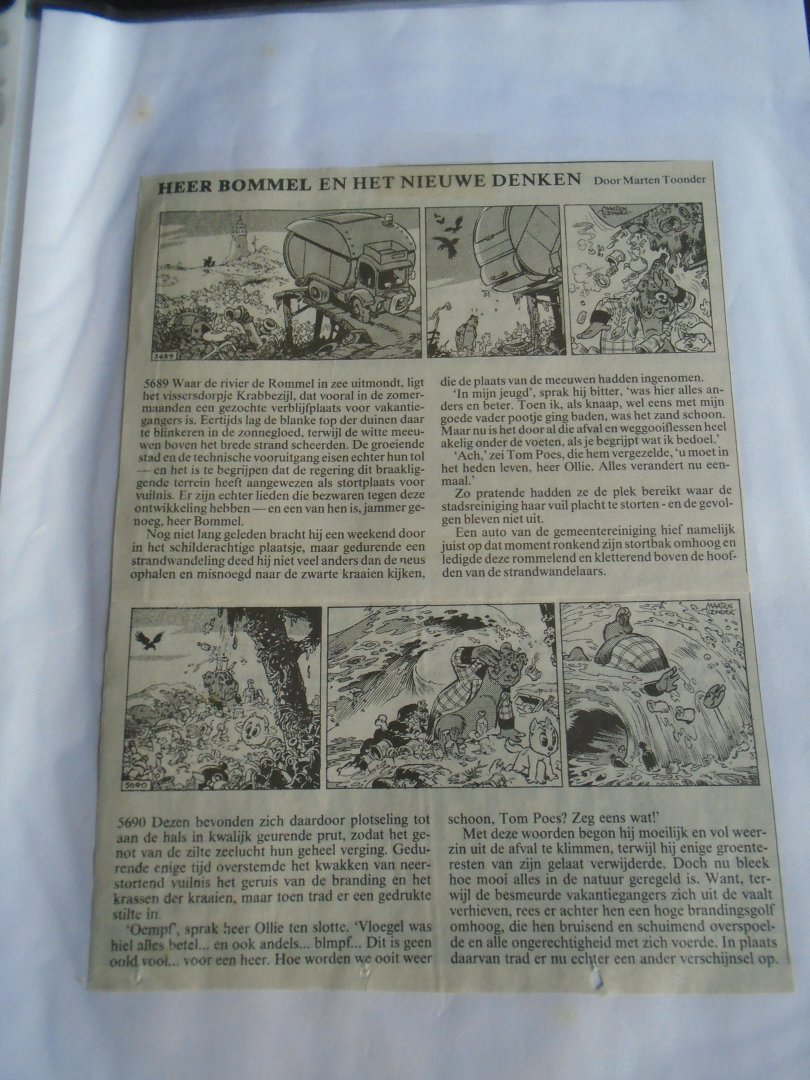 HEER BOMMEL EN HET NIEUWE DENKEN Door Marten Toonder
MARTEN
TOONDER
5689
5689 Waar de rivier de Rommel in zee uitmondt, ligt
het vissersdorpje Krabbezijl, dat vooral in de zomer-
maanden een gezochte verblijfplaats voor vakantie-
gangers is. Eertijds lag de blanke top der duinen daar
te blinkeren in de zonnegloed, terwijl de witte meeu-
wen boven het brede strand scheerden. De groeiende
stad en de technische vooruitgang eisen echter hun tol
— en het is te begrijpen dat de regering dit braaklig-
gende terrein heeft aangewezen als stortplaats voor
vuilnis. Er zijn echter lieden die bezwaren tegen deze
ontwikkeling hebben — en een van hen is, jammer ge-
noeg, heer Bommel.
Nog niet lang geleden bracht hij een weekend door
in het schilderachtige plaatsje, maar gedurende een
strandwandeling deed hij niet veel anders dan de neus
ophalen en misnoegd naar de zwarte kraaien kijken,
die de plaats van de meeuwen hadden ingenomen.
'In mijn jeugd', sprak hij bitter, 'was hier alles an-
ders en beter. Toen ik, als knaap, wel eens met mijn
goede vader pootje ging baden, was het zand schoon.
Maar nu is het door al die afval en weggooiflessen heel
akelig onder de voeten, als je begrijpt wat ik bedoel.'
'Ach,' zei Tom Poes, die hem vergezelde, 'u moet in
het heden leven, heer Ollie. Alles verandert nu een-
maal.'
Zo pratende hadden ze de plek bereikt waar de
stadsreiniging haar vuil placht te storten - en de gevol-
gen bleven niet uit.
Een auto van de gemeentereiniging hief namelijk
juist op dat moment ronkend zijn stortbak omhoog en
ledigde deze rommelend en kletterend boven de hoof-
den van de strandwandelaars.
MARTEN
TOONDER
5690
5690 Dezen bevonden zich daardoor plotseling tot
aan de hals in kwalijk geurende prut, zodat het ge-
not van de zilte zeelucht hun geheel verging. Gedu-
rende enige tijd overstemde het kwakken van neer-
stortend vuilnis het geruis van de branding en het
krassen der kraaien, maar toen trad er een gedrukte
stilte in.
'Oempf', sprak heer Ollie ten slotte. 'Vloegel was
hiel alles betel... en ook andels... blmpf... Dit is geen
oold vool... voor een heer. Hoe worden we ooit weer
schoon, Tom Poes? Zeg eens wat!'
Met deze woorden begon hij moeilijk en vol weer-
zin uit de afval te klimmen, terwijl hij enige groente-
resten van zijn gelaat verwijderde. Doch nu bleek
hoe mooi alles in de natuur geregeld is. Want, ter-
wijl de besmeurde vakantiegangers zich uit de vaalt
verhieven, rees er achter hen een hoge brandingsgolf
omhoog, die hen bruisend en schuimend overspoel-
de en alle ongerechtigheid met zich voerde. In plaats
daarvan trad er nu echter een ander verschijnsel op.